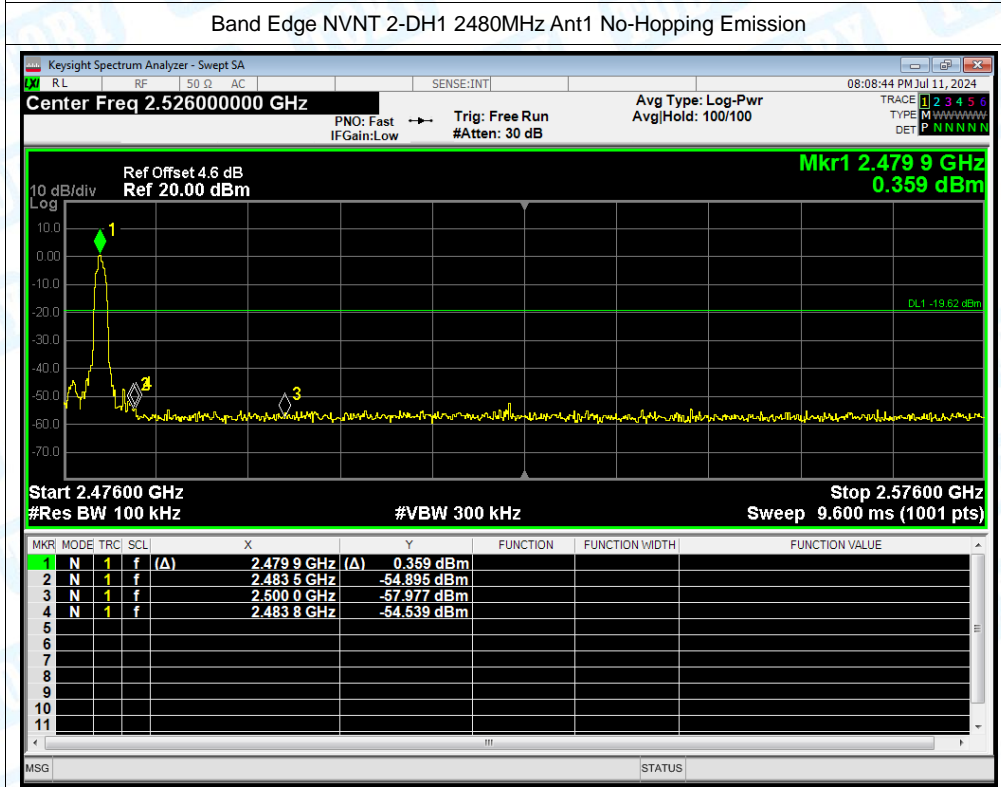 Band Edge NVNT 2-DH1 2480MHz Ant1 No-Hopping Emission
Keysight Spectrum Analyzer - Swept SA
LXI RL RF 50 Ω AC SENSE:INT 08:08:44 PM Jul 11, 2024
Center Freq 2.526000000 GHz
PNO: Fast
IFGain:Low
Trig: Free Run
#Atten: 30 dB
Avg Type: Log-Pwr
Avg|Hold: 100/100
TRACE 1 2 3 4 5 6
TYPE M W W W W W
DET P N N N N N
Mkr1 2.479 9 GHz
0.359 dBm
Ref Offset 4.6 dB
10 dB/div Ref 20.00 dBm
Log
10.0
0.00
-10.0
-20.0
-30.0
-40.0
-50.0
-60.0
-70.0
1
DL1 -19.62 dBm
2
4
3
Start 2.47600 GHz Stop 2.57600 GHz
#Res BW 100 kHz #VBW 300 kHz Sweep 9.600 ms (1001 pts)
MKR MODE TRC SCL X Y FUNCTION FUNCTION WIDTH FUNCTION VALUE
1 N 1 f (Δ) 2.479 9 GHz (Δ) 0.359 dBm
2 N 1 f 2.483 5 GHz -54.895 dBm
3 N 1 f 2.500 0 GHz -57.977 dBm
4 N 1 f 2.483 8 GHz -54.539 dBm
5
6
7
8
9
10
11
MSG STATUS